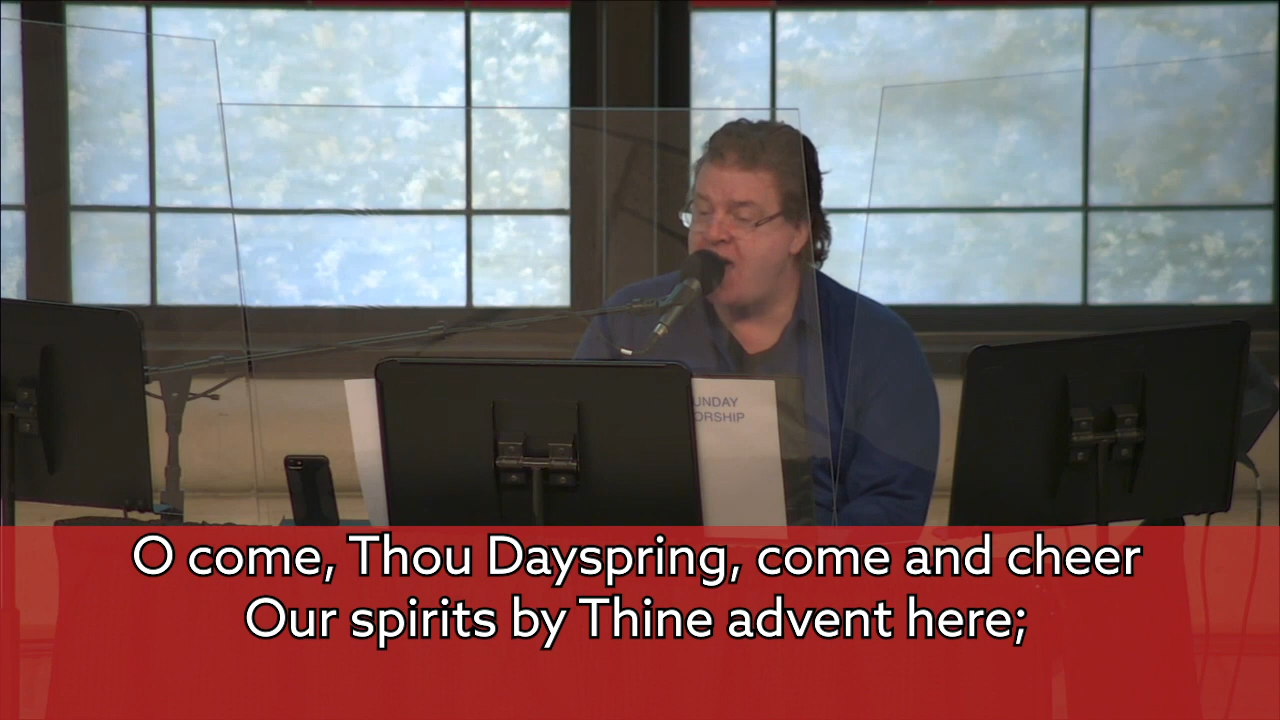 UNDAY
ORSHIP
O come, Thou Dayspring, come and cheer
Our spirits by Thine advent here;